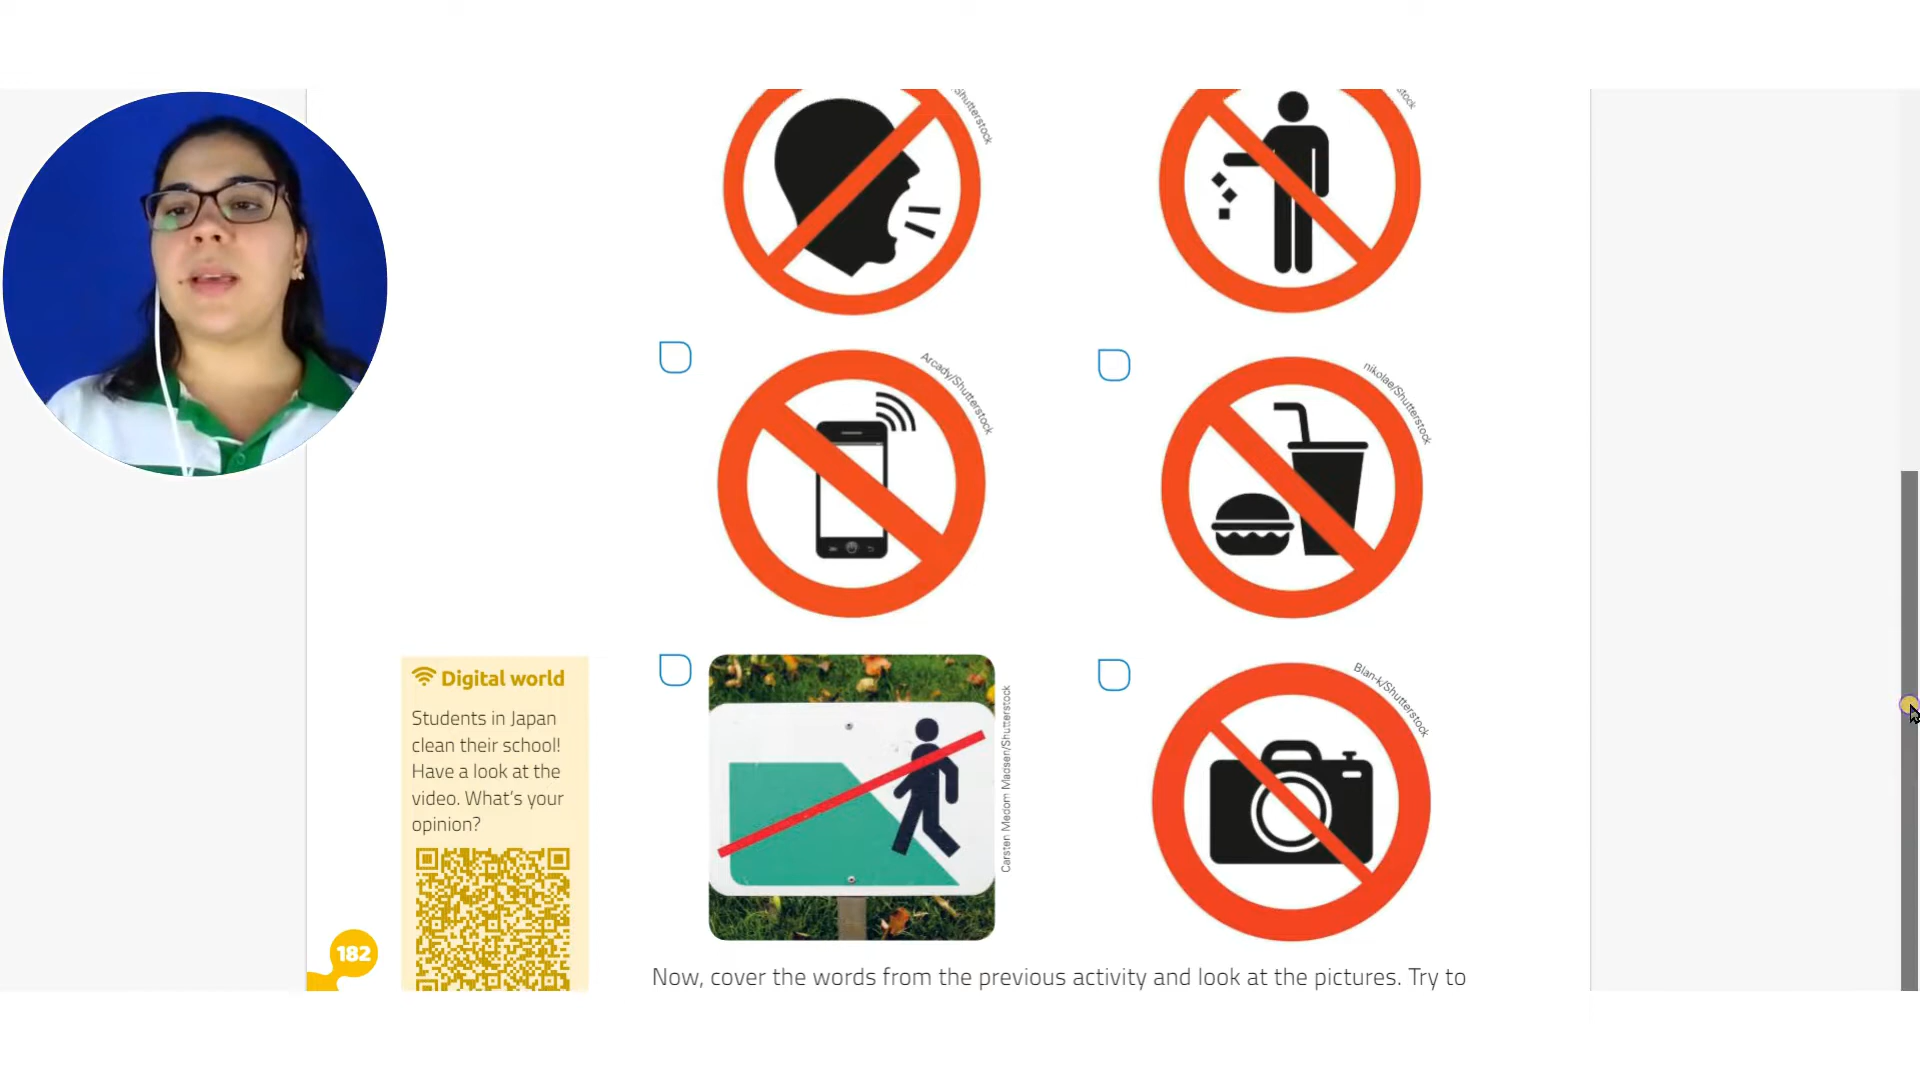 Shutterstock
stock
Arcady/Shutterstock
nikolae/Shutterstock
Digital world
Students in Japan
clean their school!
Have a look at the
video. What's your
opinion?
Carsten Medom Madsen/Shutterstock
Blan-k/Shutterstock
182
Now, cover the words from the previous activity and look at the pictures. Try to